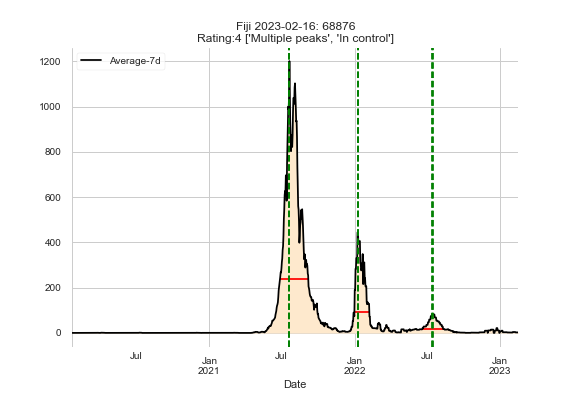 Fiji 2023-02-16: 68876
Rating:4 ['Multiple peaks', 'In control']
Average-7d
1200
1000
800
600
400
200
0
Jul
Jan
2021
Jul
Jan
2022
Jul
Jan
2023
Date